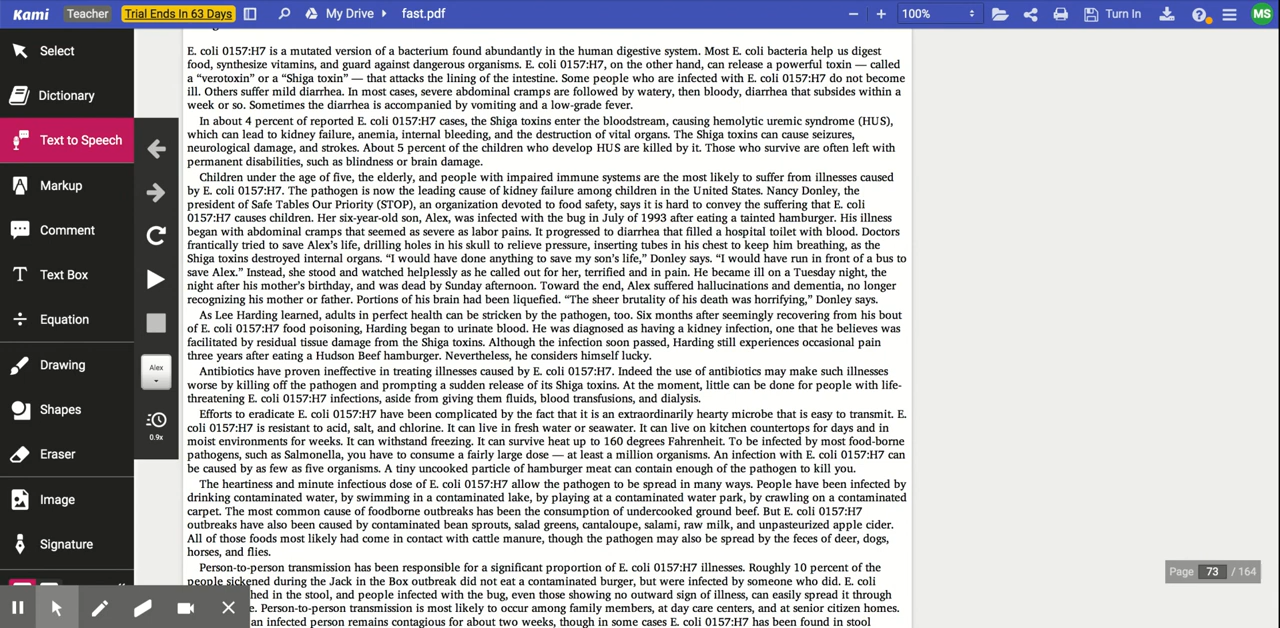 Kami Teacher Trial Ends In 63 Days My Drive fast.pdf 100% Turn In MS
Select
Dictionary
Text to Speech
Markup
Comment
Text Box
Equation
Drawing
Shapes
Eraser
Image
Signature
Alex
0.9x
E. coli 0157:H7 is a mutated version of a bacterium found abundantly in the human digestive system. Most E. coli bacteria help us digest
food, synthesize vitamins, and guard against dangerous organisms. E. coli 0157:H7, on the other hand, can release a powerful toxin — called
a “verotoxin” or a “Shiga toxin” — that attacks the lining of the intestine. Some people who are infected with E. coli 0157:H7 do not become
ill. Others suffer mild diarrhea. In most cases, severe abdominal cramps are followed by watery, then bloody, diarrhea that subsides within a
week or so. Sometimes the diarrhea is accompanied by vomiting and a low-grade fever.
In about 4 percent of reported E. coli 0157:H7 cases, the Shiga toxins enter the bloodstream, causing hemolytic uremic syndrome (HUS),
which can lead to kidney failure, anemia, internal bleeding, and the destruction of vital organs. The Shiga toxins can cause seizures,
neurological damage, and strokes. About 5 percent of the children who develop HUS are killed by it. Those who survive are often left with
permanent disabilities, such as blindness or brain damage.
Children under the age of five, the elderly, and people with impaired immune systems are the most likely to suffer from illnesses caused
by E. coli 0157:H7. The pathogen is now the leading cause of kidney failure among children in the United States. Nancy Donley, the
president of Safe Tables Our Priority (STOP), an organization devoted to food safety, says it is hard to convey the suffering that E. coli
0157:H7 causes children. Her six-year-old son, Alex, was infected with the bug in July of 1993 after eating a tainted hamburger. His illness
began with abdominal cramps that seemed as severe as labor pains. It progressed to diarrhea that filled a hospital toilet with blood. Doctors
frantically tried to save Alex’s life, drilling holes in his skull to relieve pressure, inserting tubes in his chest to keep him breathing, as the
Shiga toxins destroyed internal organs. “I would have done anything to save my son’s life,” Donley says. “I would have run in front of a bus to
save Alex.” Instead, she stood and watched helplessly as he called out for her, terrified and in pain. He became ill on a Tuesday night, the
night after his mother’s birthday, and was dead by Sunday afternoon. Toward the end, Alex suffered hallucinations and dementia, no longer
recognizing his mother or father. Portions of his brain had been liquefied. “The sheer brutality of his death was horrifying,” Donley says.
As Lee Harding learned, adults in perfect health can be stricken by the pathogen, too. Six months after seemingly recovering from his bout
of E. coli 0157:H7 food poisoning, Harding began to urinate blood. He was diagnosed as having a kidney infection, one that he believes was
facilitated by residual tissue damage from the Shiga toxins. Although the infection soon passed, Harding still experiences occasional pain
three years after eating a Hudson Beef hamburger. Nevertheless, he considers himself lucky.
Antibiotics have proven ineffective in treating illnesses caused by E. coli 0157:H7. Indeed the use of antibiotics may make such illnesses
worse by killing off the pathogen and prompting a sudden release of its Shiga toxins. At the moment, little can be done for people with life-
threatening E. coli 0157:H7 infections, aside from giving them fluids, blood transfusions, and dialysis.
Efforts to eradicate E. coli 0157:H7 have been complicated by the fact that it is an extraordinarily hearty microbe that is easy to transmit. E.
coli 0157:H7 is resistant to acid, salt, and chlorine. It can live in fresh water or seawater. It can live on kitchen countertops for days and in
moist environments for weeks. It can withstand freezing. It can survive heat up to 160 degrees Fahrenheit. To be infected by most food-borne
pathogens, such as Salmonella, you have to consume a fairly large dose — at least a million organisms. An infection with E. coli 0157:H7 can
be caused by as few as five organisms. A tiny uncooked particle of hamburger meat can contain enough of the pathogen to kill you.
The heartiness and minute infectious dose of E. coli 0157:H7 allow the pathogen to be spread in many ways. People have been infected by
drinking contaminated water, by swimming in a contaminated lake, by playing at a contaminated water park, by crawling on a contaminated
carpet. The most common cause of foodborne outbreaks has been the consumption of undercooked ground beef. But E. coli 0157:H7
outbreaks have also been caused by contaminated bean sprouts, salad greens, cantaloupe, salami, raw milk, and unpasteurized apple cider.
All of those foods most likely had come in contact with cattle manure, though the pathogen may also be spread by the feces of deer, dogs,
horses, and flies.
Person-to-person transmission has been responsible for a significant proportion of E. coli 0157:H7 illnesses. Roughly 10 percent of the
people sickened during the Jack in the Box outbreak did not eat a contaminated burger, but were infected by someone who did. E. coli
in the stool, and people infected with the bug, even those showing no outward sign of illness, can easily spread it through
Person-to-person transmission is most likely to occur among family members, at day care centers, and at senior citizen homes.
an infected person remains contagious for about two weeks, though in some cases E. coli 0157:H7 has been found in stool
Page 73 / 164